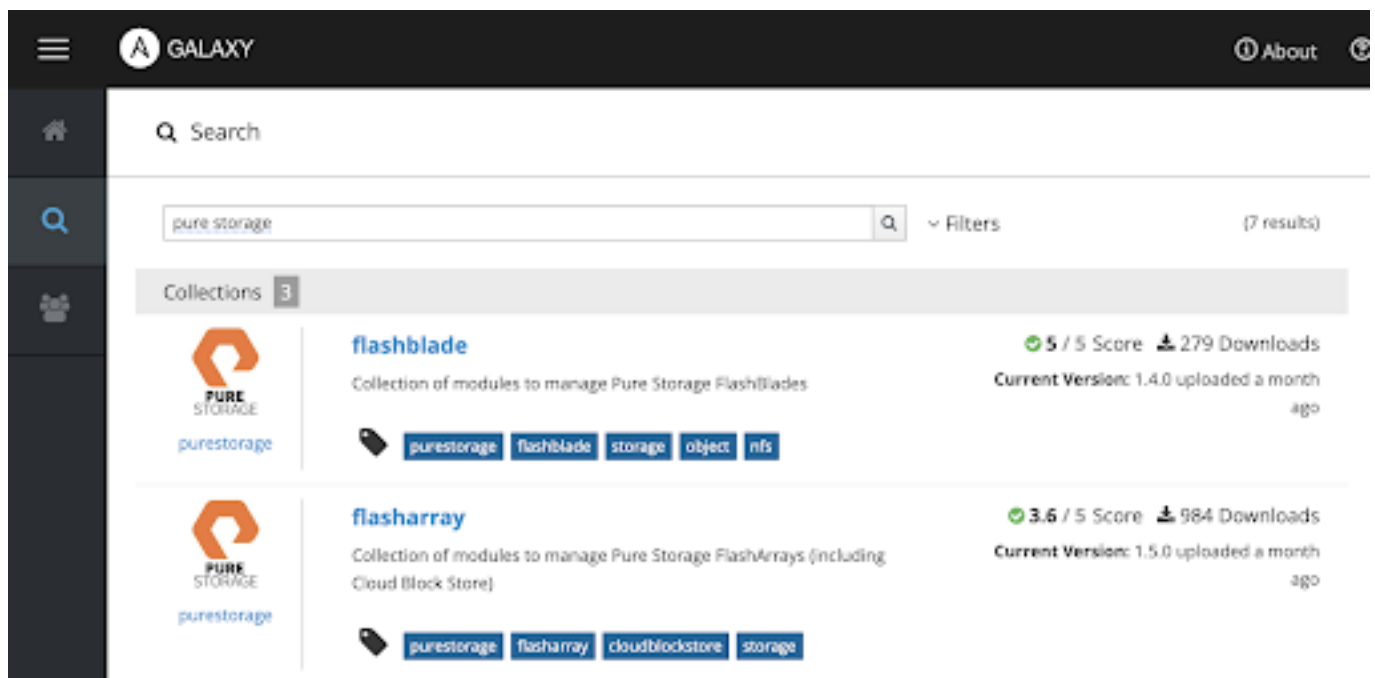 A GALAXY
About
Search
pure storage
Filters
(7 results)
Collections 3
PURE
STORAGE
purestorage
flashblade
Collection of modules to manage Pure Storage FlashBlades
purestorage flashblade storage object nfs
5 / 5 Score 279 Downloads
Current Version: 1.4.0 uploaded a month
ago
PURE
STORAGE
purestorage
flasharray
Collection of modules to manage Pure Storage FlashArrays (including
Cloud Block Store)
purestorage flasharray cloudblockstore storage
3.6 / 5 Score 984 Downloads
Current Version: 1.5.0 uploaded a month
ago